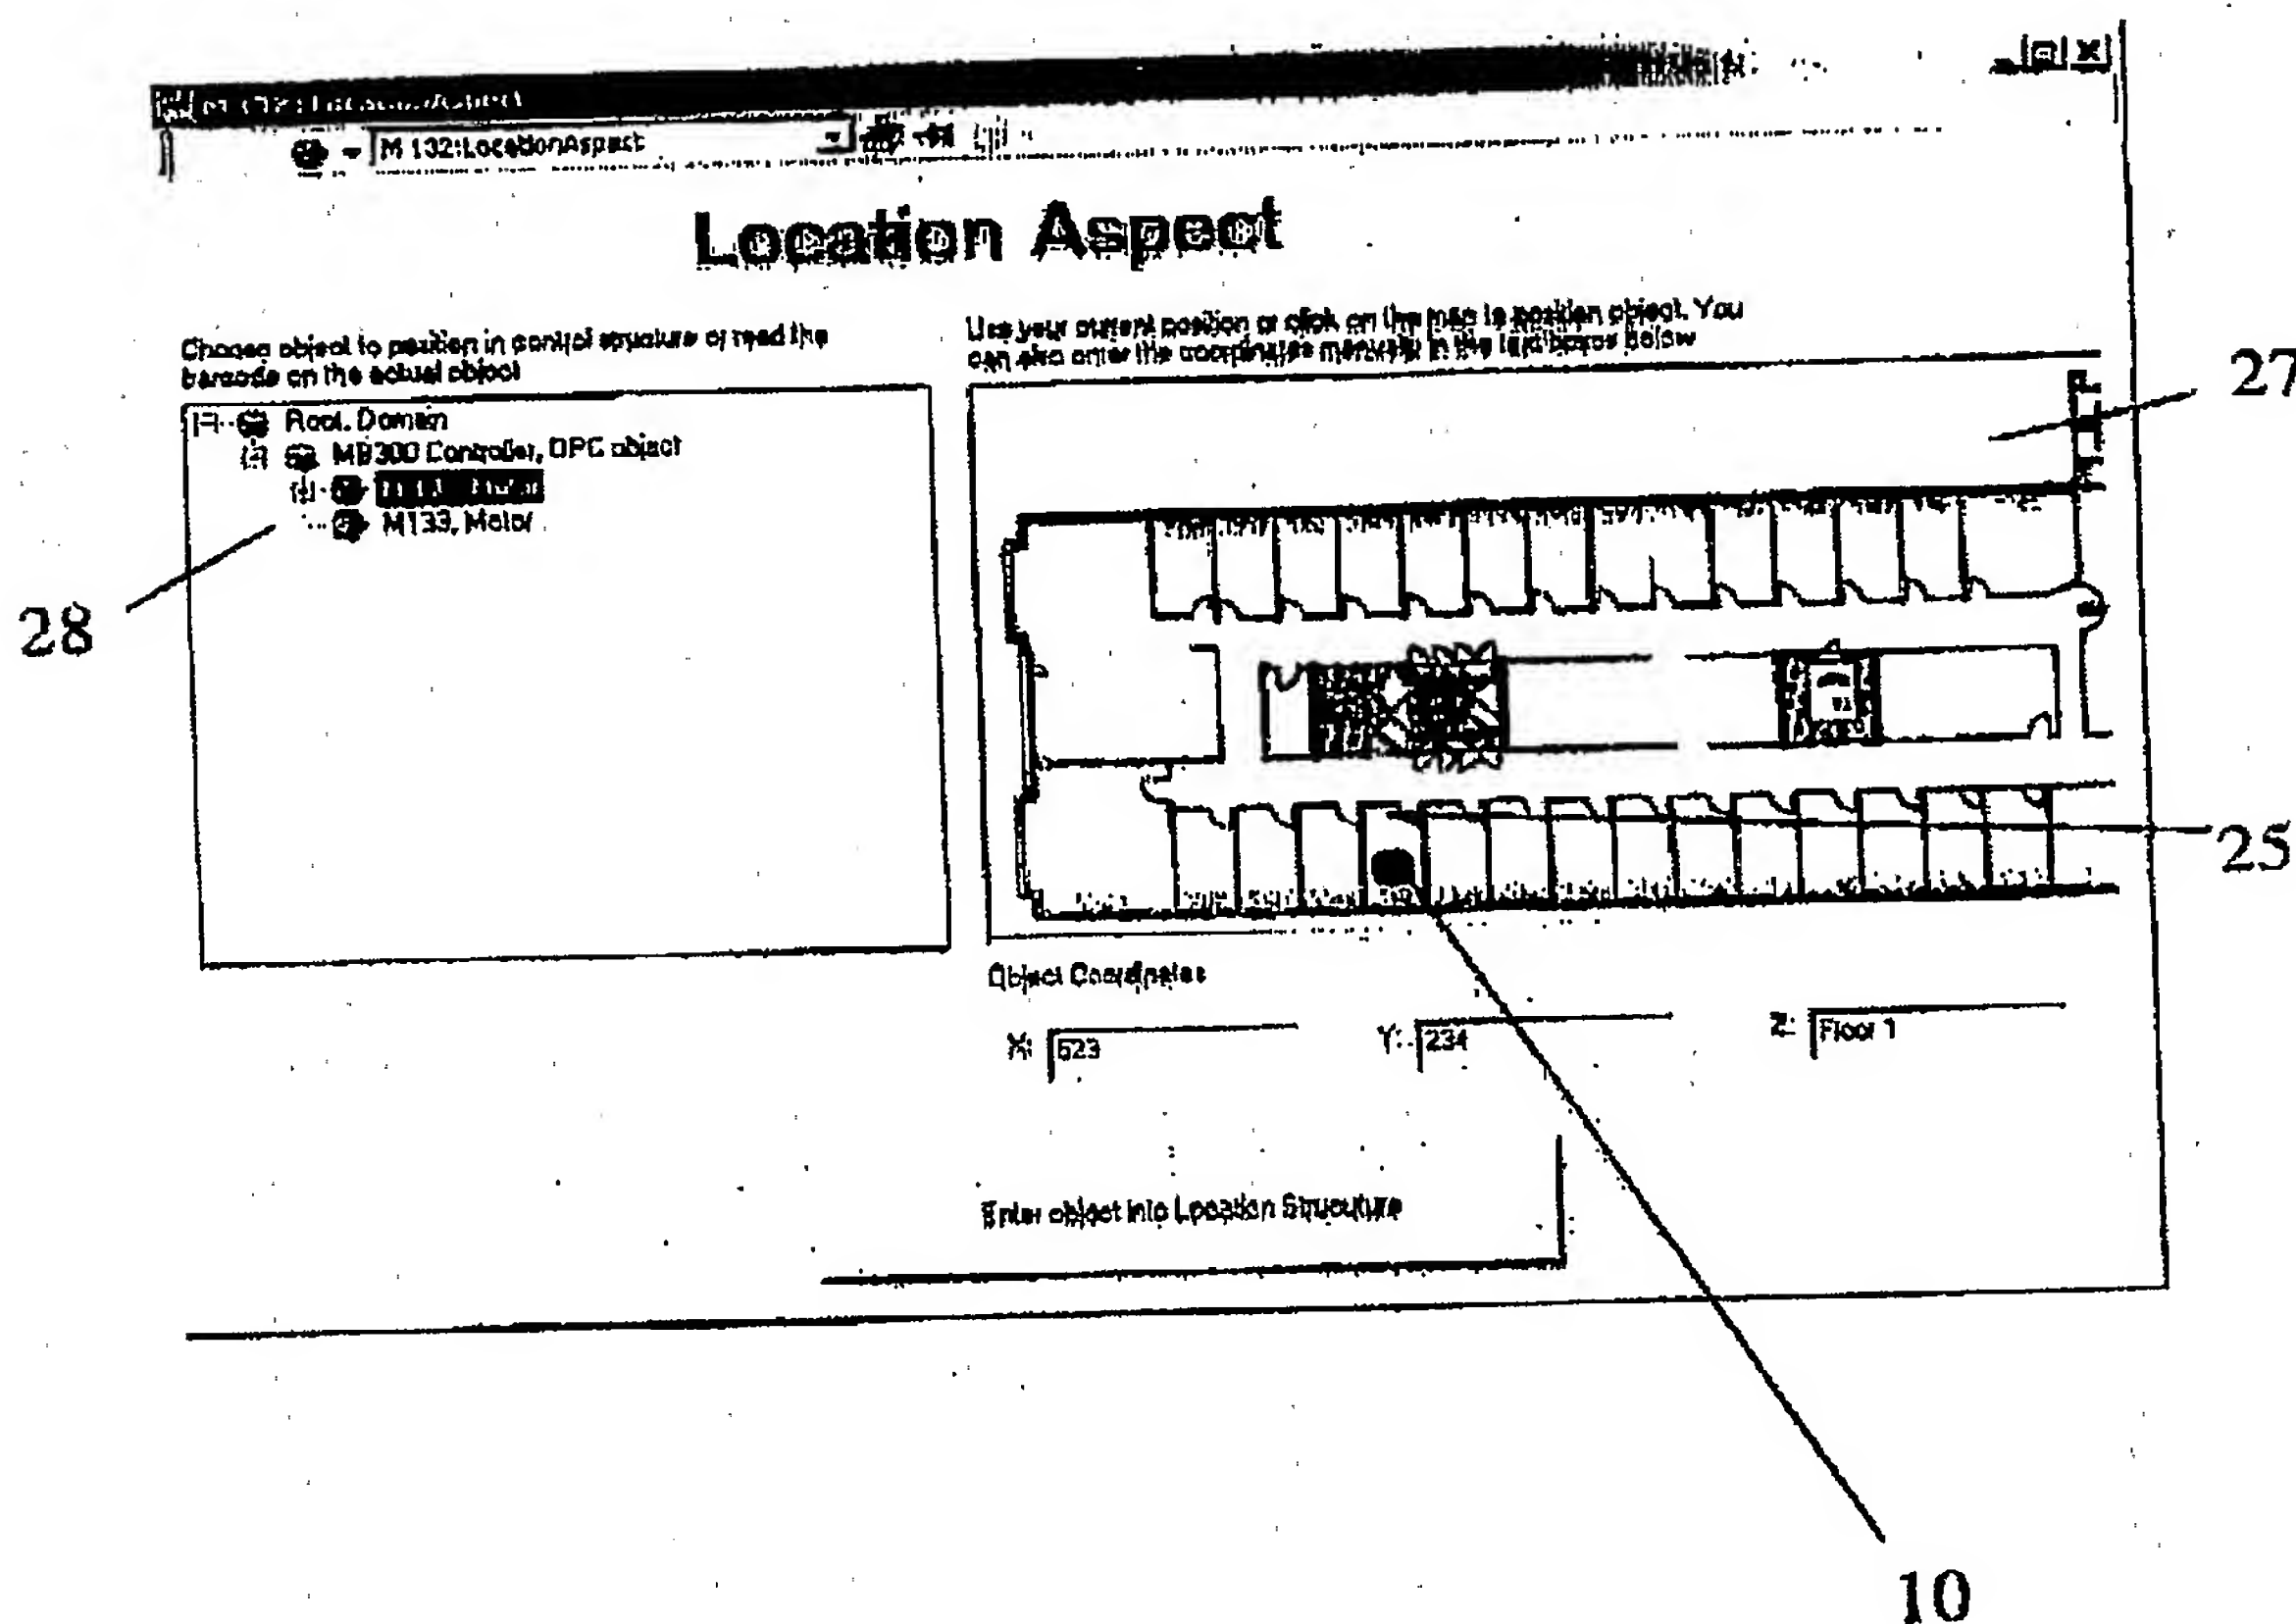 M 132:LocationAspect
Location Aspect
Choose object to position in control structure or read the
barcode on the actual object
Use your current position or click on the map to position object. You
can also enter the coordinates manually in the text boxes below
27
Root. Domain
MB300 Controller, OPC object
M133, Motor
28
25
Object Coordinates
X: 523
Y: 234
Z: Floor 1
Enter object into Location Strucuture
10